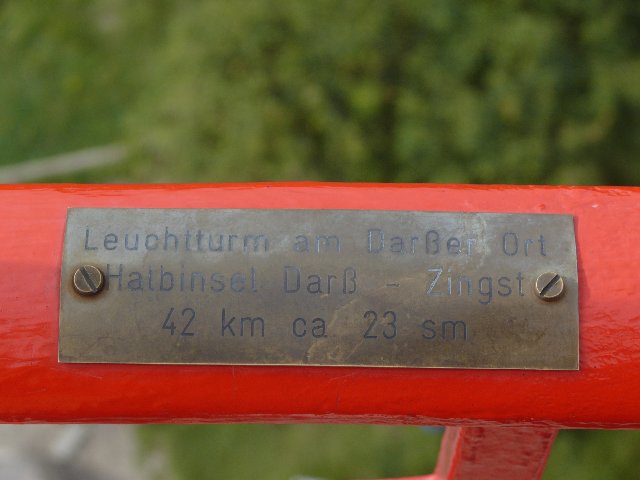 Leuchtturm am Darßer Ort
Halbinsel Darß - Zingst
42 km ca 23 sm